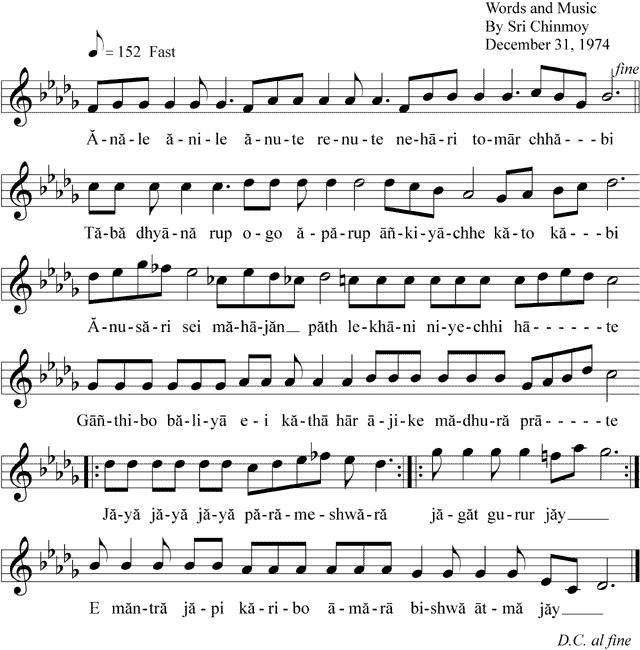 Words and Music
By Sri Chinmoy
December 31, 1974
= 152 Fast
fine
Ă-nă-le ă-ni-le ă-nu-te re-nu-te ne-hā-ri to-mār chhă---bi
Tă-bă dhyā-nă rup o-go ă-pă-rup āñ-ki-yā-chhe kă-to kă--bi
Ă-nu-să-ri sei mă-hā-jăn__ păth le-khā-ni ni-ye-chhi hā------te
Gāñ-thi-bo bă-li-yā e-i kă-thā hār ā-ji-ke mă-dhu-ră prā----te
Jă-yă jă-yă jă-yă pă-ră-me-shwă-ră jă-găt gu-rur jăy____
E măn-tră jă-pi kă-ri-bo ā-mă-rā bi-shwă āt-mă jăy____
D.C. al fine